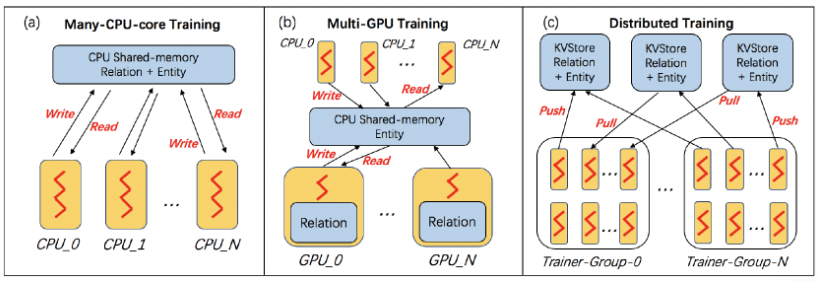 (a)
Many-CPU-core Training
CPU Shared-memory
Relation + Entity
Write
Read
Write
Read
...
CPU_0
CPU_1
CPU_N
(b)
Multi-GPU Training
CPU_0
CPU_1
...
CPU_N
Write
Read
CPU Shared-memory
Entity
Write
Read
Relation
...
Relation
GPU_0
GPU_N
(c)
Distributed Training
KVStore
Relation
+ Entity
KVStore
Relation
+ Entity
KVStore
Relation
+ Entity
Push
Pull
Pull
Push
...
...
...
...
...
Trainer-Group-0
Trainer-Group-N